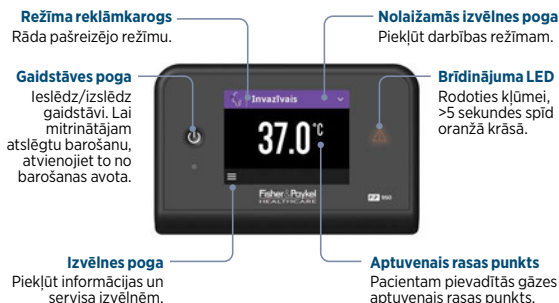 Režīma reklāmkarogs
Rāda pašreizējo režīmu.
Nolaižamās izvēlnes poga
Piekļūt darbības režīmam.
Gaidstāves poga
Ieslēdz/izslēdz
gaidstāvi. Lai
mitrinātājam
atslēgtu barošanu,
atvienojiet to no
barošanas avota.
Brīdinājuma LED
Rodoties kļūmei,
>5 sekundes spīd
oranžā krāsā.
Invazīvais
37.0 °C
Fisher & Paykel
HEALTHCARE
F&P 950
Izvēlnes poga
Piekļūt informācijas un
servisa izvēlnēm.
Aptuvenais rasas punkts
Pacientam pievadītās gāzes
aptuvenais rasas punkts.